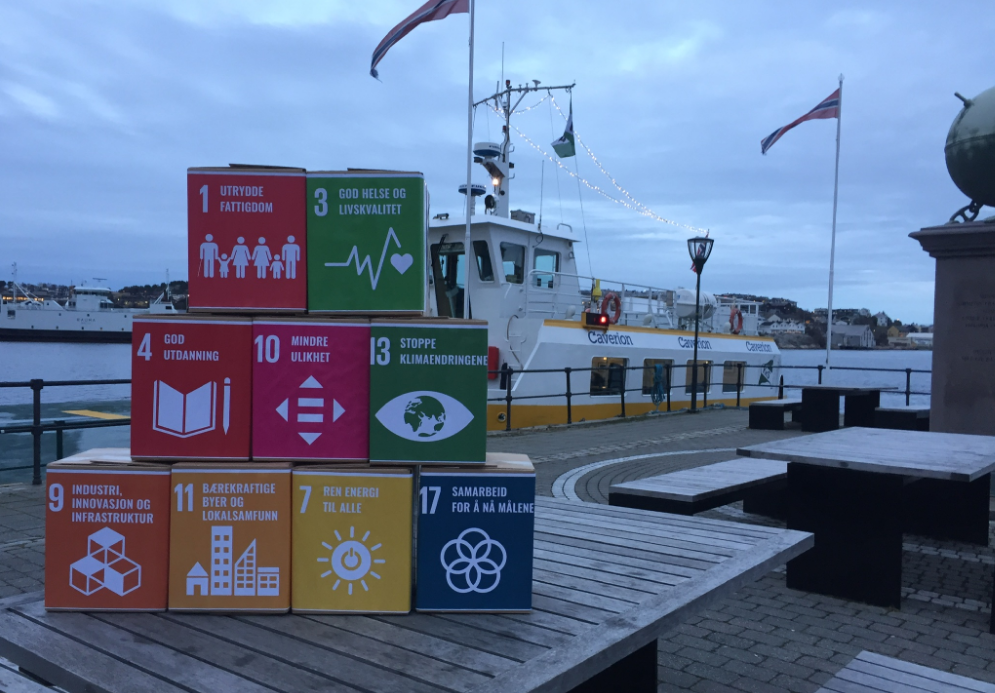 1 UTRYDDE
FATTIGDOM
3 GOD HELSE OG
LIVSKVALITET
4 GOD
UTDANNING
10 MINDRE
ULIKHET
13 STOPPE
KLIMAENDRINGENE
9 INDUSTRI,
INNOVASJON OG
INFRASTRUKTUR
11 BÆREKRAFTIGE
BYER OG
LOKALSAMFUNN
7 REN ENERGI
TIL ALLE
17 SAMARBEID
FOR Å NÅ MÅLENE
Caverion
Caverion
Caverion